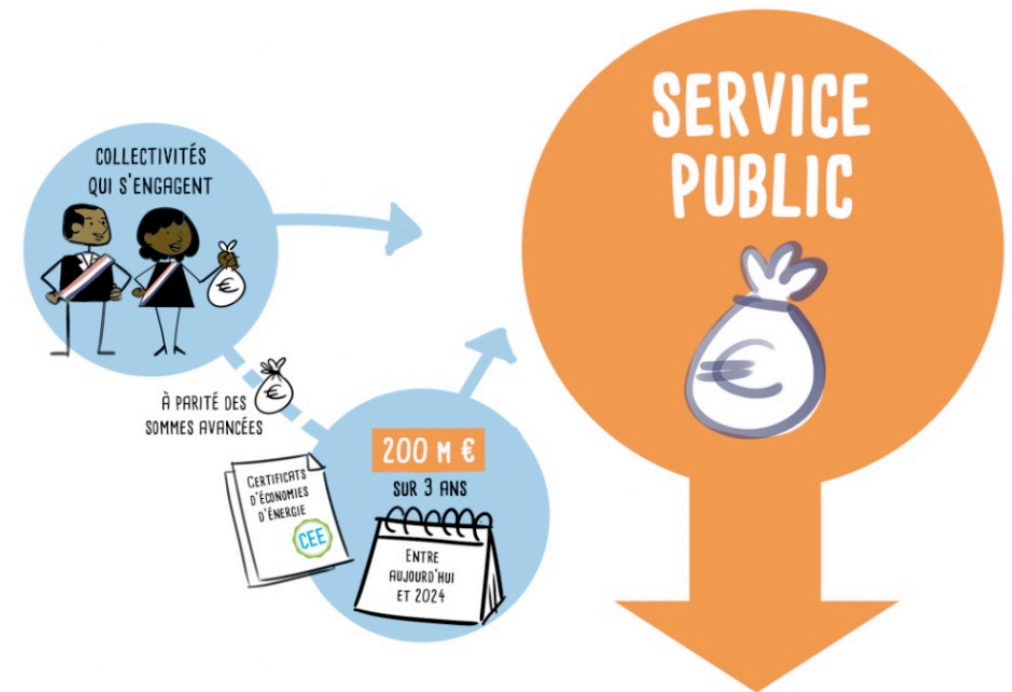 COLLECTIVITÉS
QUI S'ENGAGENT
€
À PARITÉ DES
SOMMES AVANCÉES
€
CERTIFICATS
D'ÉCONOMIES
D'ÉNERGIE
CEE
200 M €
SUR 3 ANS
ENTRE
AUJOURD'HUI
ET 2024
SERVICE
PUBLIC
€